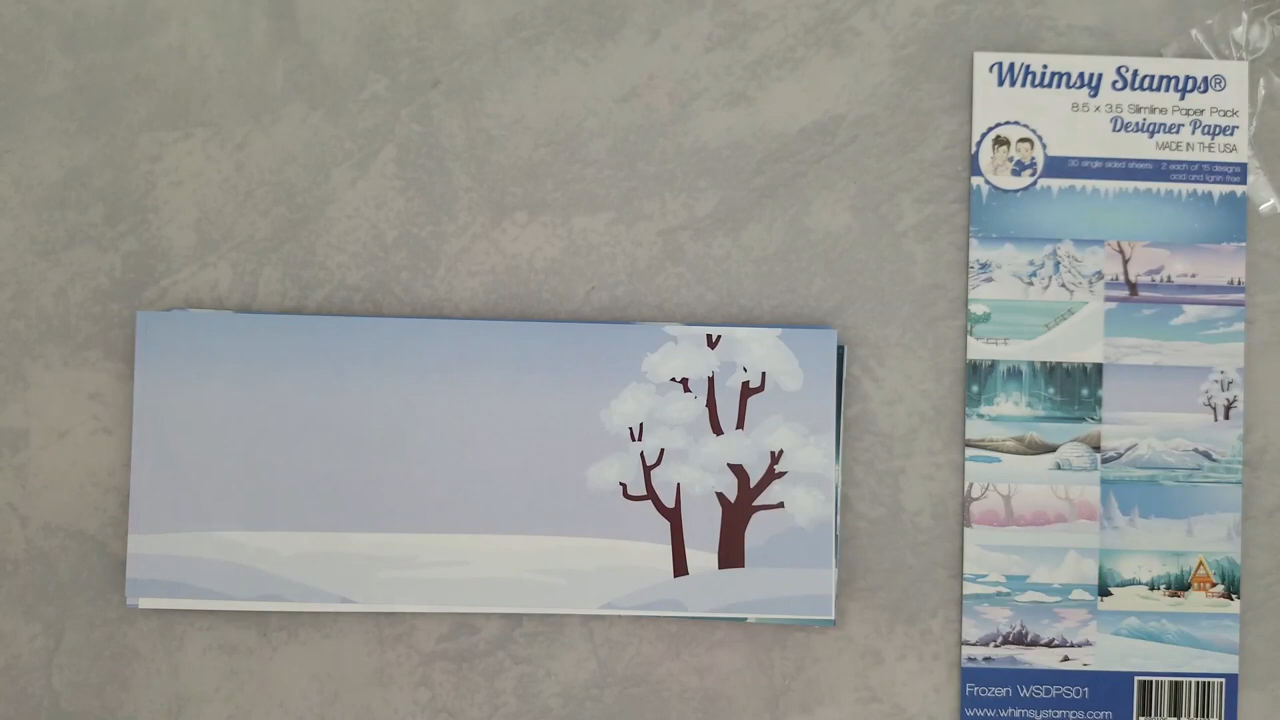 Whimsy Stamps®
8.5 x 3.5 Slimline Paper Pack
Designer Paper
MADE IN THE USA
30 single sided sheets - 2 each of 15 designs
acid and lignin free
Frozen WSDPS01
www.whimsystamps.com